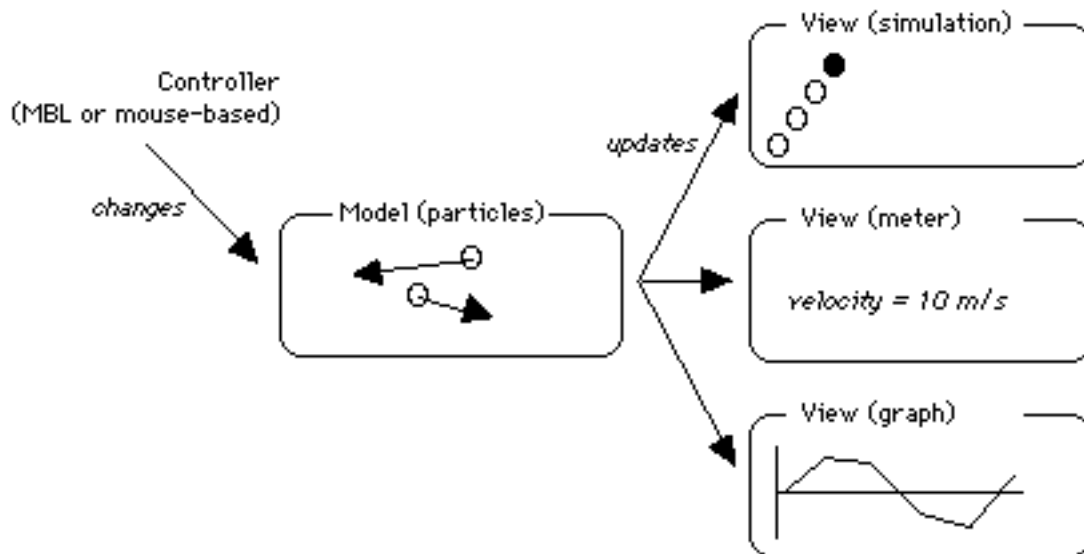 Controller
(MBL or mouse-based)
changes
Model (particles)
updates
View (simulation)
View (meter)
velocity = 10 m/s
View (graph)